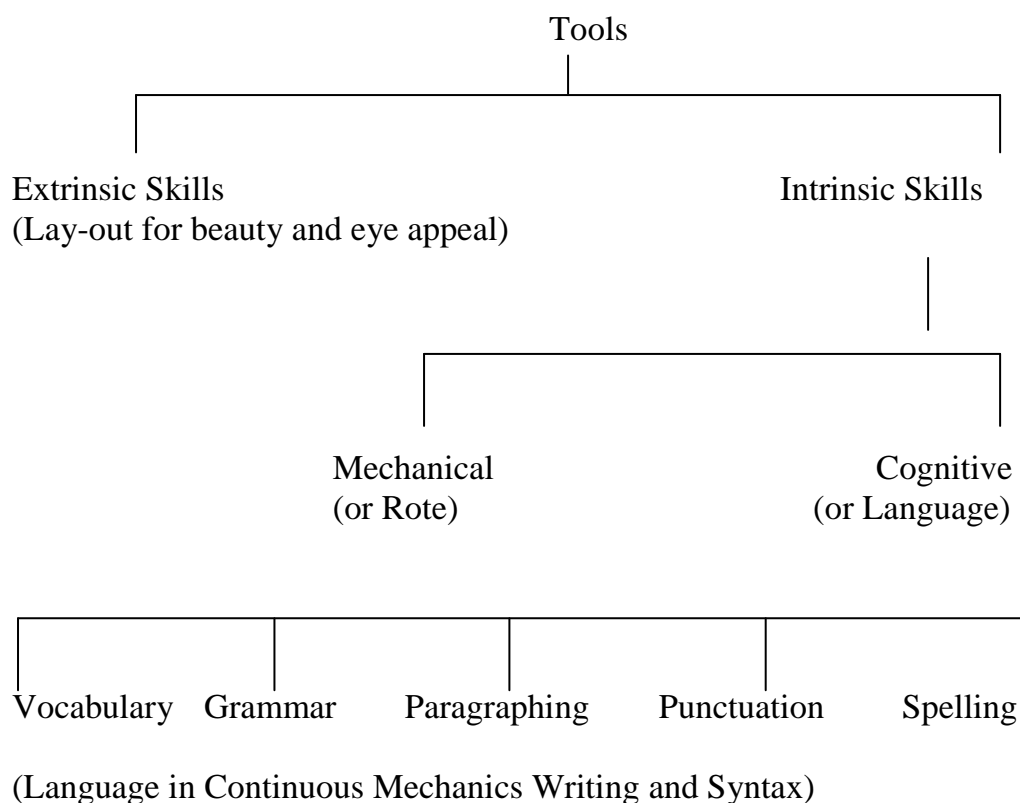 Tools
Extrinsic Skills Intrinsic Skills
(Lay-out for beauty and eye appeal)
Mechanical Cognitive
(or Rote) (or Language)
Vocabulary Grammar Paragraphing Punctuation Spelling
(Language in Continuous Mechanics Writing and Syntax)